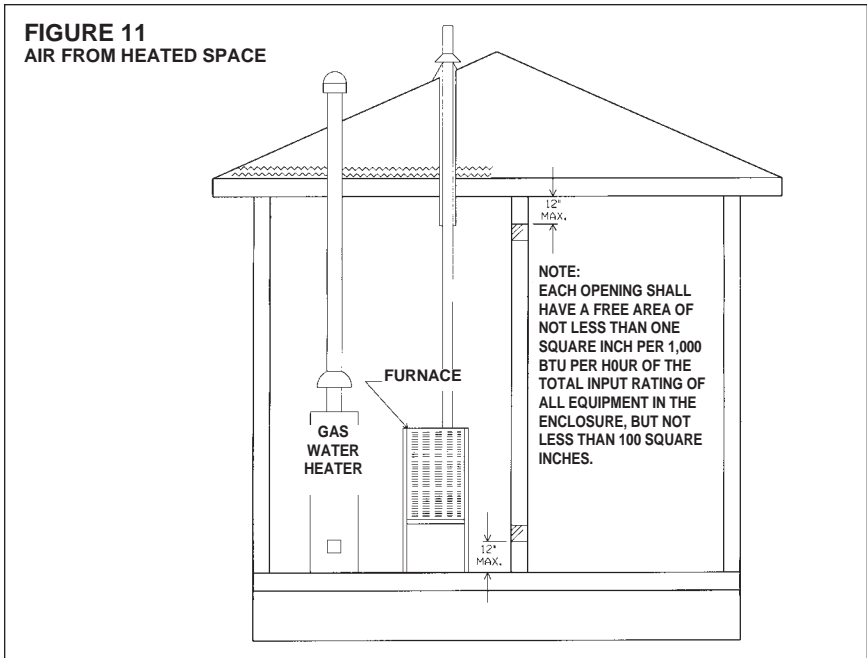 FIGURE 11
AIR FROM HEATED SPACE
12"
MAX.
NOTE:
EACH OPENING SHALL
HAVE A FREE AREA OF
NOT LESS THAN ONE
SQUARE INCH PER 1,000
BTU PER H0UR OF THE
TOTAL INPUT RATING OF
ALL EQUIPMENT IN THE
ENCLOSURE, BUT NOT
LESS THAN 100 SQUARE
INCHES.
FURNACE
GAS
WATER
HEATER
12"
MAX.